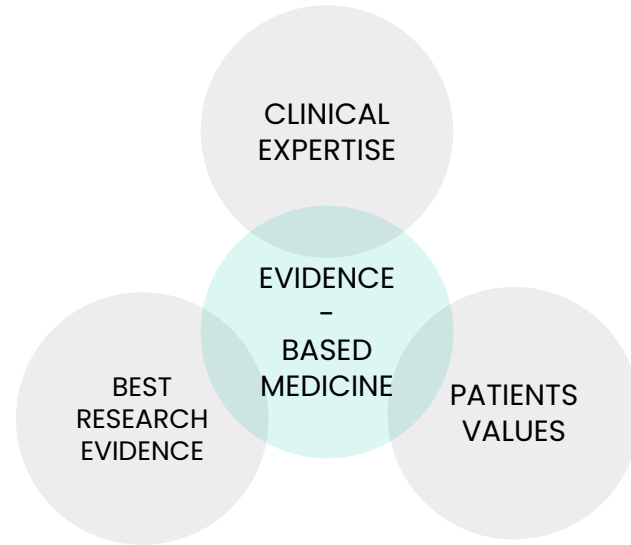 CLINICAL
EXPERTISE
EVIDENCE
-
BASED
MEDICINE
BEST
RESEARCH
EVIDENCE
PATIENTS
VALUES